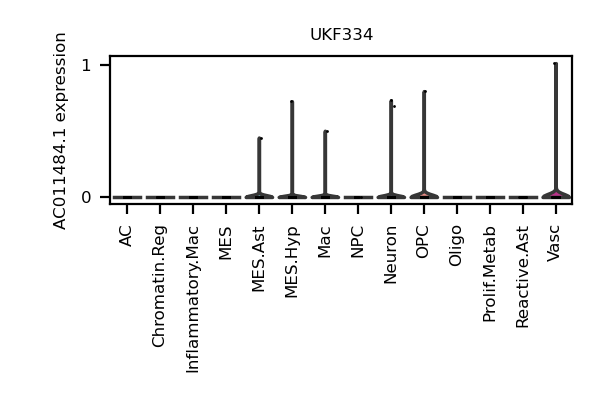 UKF334
AC011484.1 expression
1
0
AC
Chromatin.Reg
Inflammatory.Mac
MES
MES.Ast
MES.Hyp
Mac
NPC
Neuron
OPC
Oligo
Prolif.Metab
Reactive.Ast
Vasc